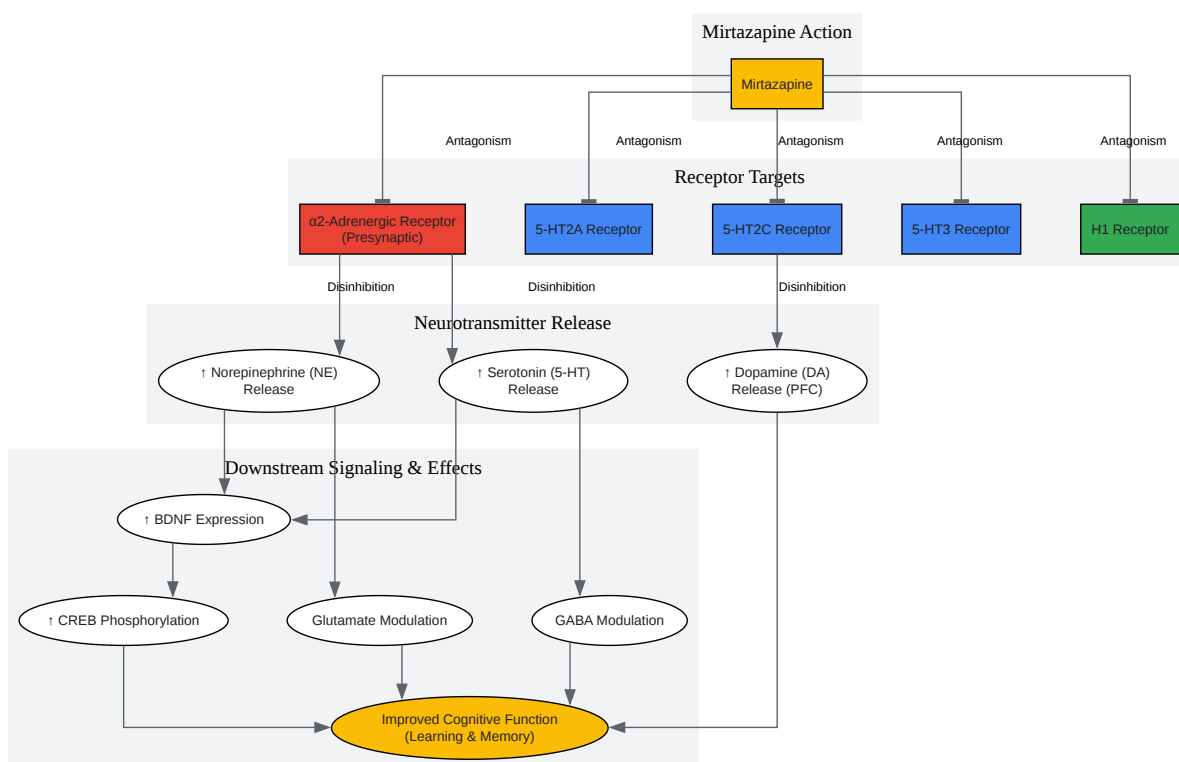 Mirtazapine Action
Mirtazapine
Antagonism
Antagonism
Antagonism
Antagonism
Antagonism
Receptor Targets
α2-Adrenergic Receptor
(Presynaptic)
5-HT2A Receptor
5-HT2C Receptor
5-HT3 Receptor
H1 Receptor
Disinhibition
Disinhibition
Disinhibition
Neurotransmitter Release
↑ Norepinephrine (NE)
Release
↑ Serotonin (5-HT)
Release
↑ Dopamine (DA)
Release (PFC)
Downstream Signaling & Effects
↑ BDNF Expression
↑ CREB Phosphorylation
Glutamate Modulation
GABA Modulation
Improved Cognitive Function
(Learning & Memory)